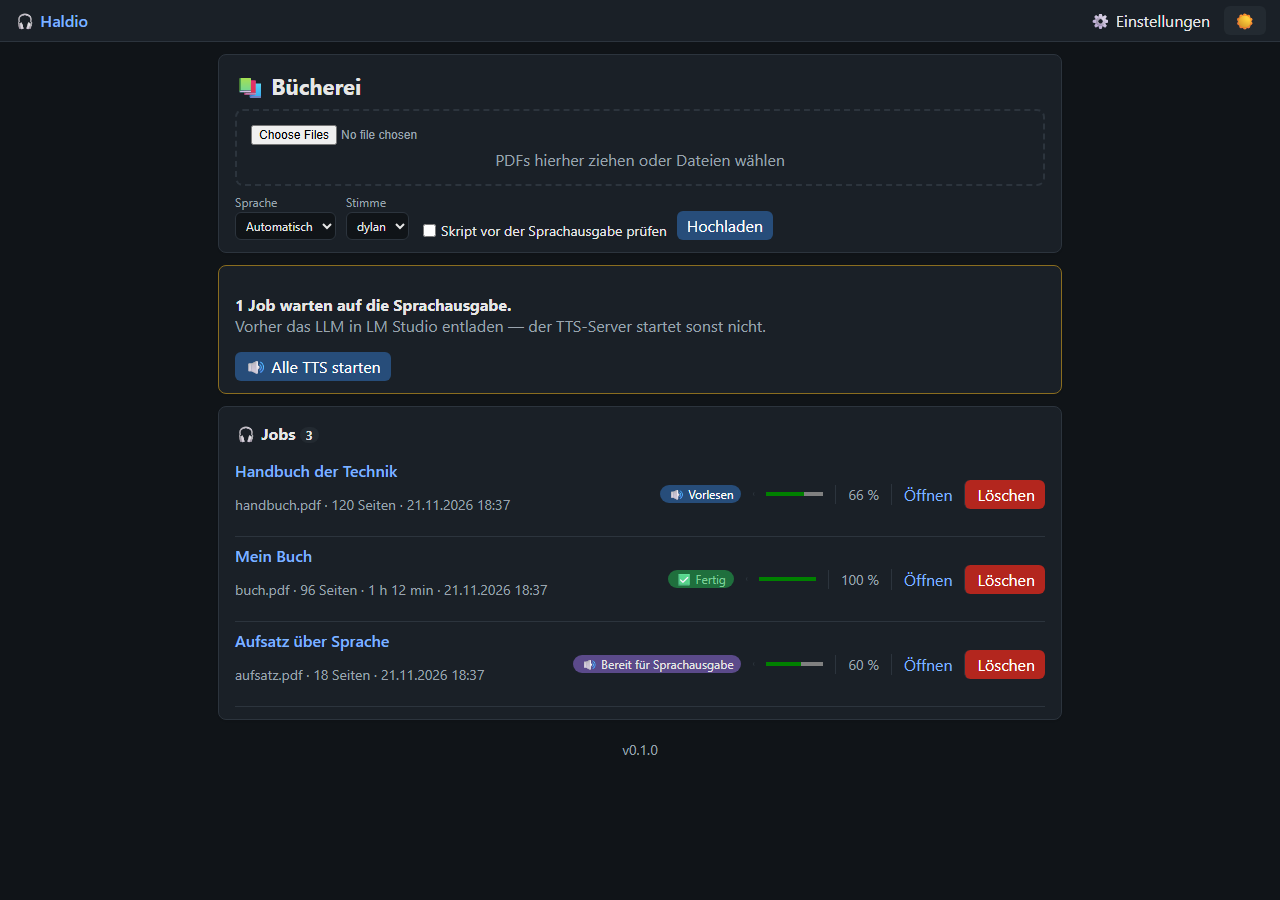 Haldio
Einstellungen
Bücherei
Choose Files No file chosen
PDFs hierher ziehen oder Dateien wählen
Sprache Stimme
Automatisch dylan Skript vor der Sprachausgabe prüfen Hochladen
1 Job warten auf die Sprachausgabe.
Vorher das LLM in LM Studio entladen — der TTS-Server startet sonst nicht.
Alle TTS starten
Jobs 3
Handbuch der Technik
handbuch.pdf · 120 Seiten · 21.11.2026 18:37
Vorlesen 66 % Öffnen Löschen
Mein Buch
buch.pdf · 96 Seiten · 1 h 12 min · 21.11.2026 18:37
Fertig 100 % Öffnen Löschen
Aufsatz über Sprache
aufsatz.pdf · 18 Seiten · 21.11.2026 18:37
Bereit für Sprachausgabe 60 % Öffnen Löschen
v0.1.0